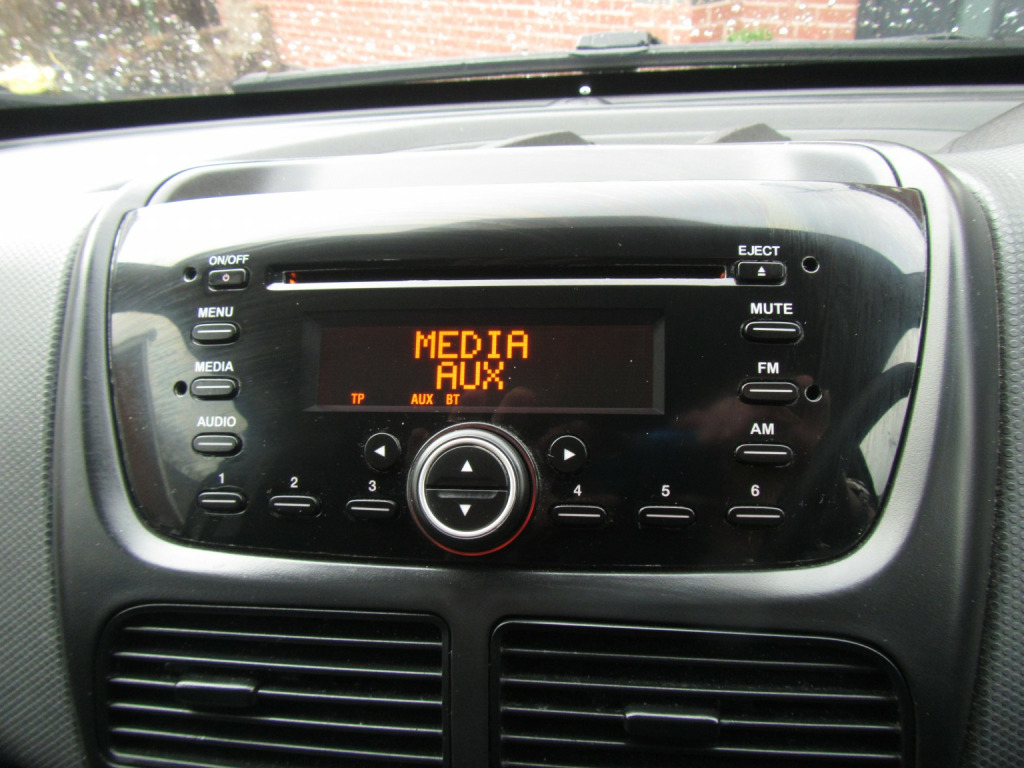 ON/OFF
EJECT
MENU
MUTE
MEDIA
AUX
MEDIA
FM
TP AUX BT
AUDIO
AM
1 2 3 4 5 6